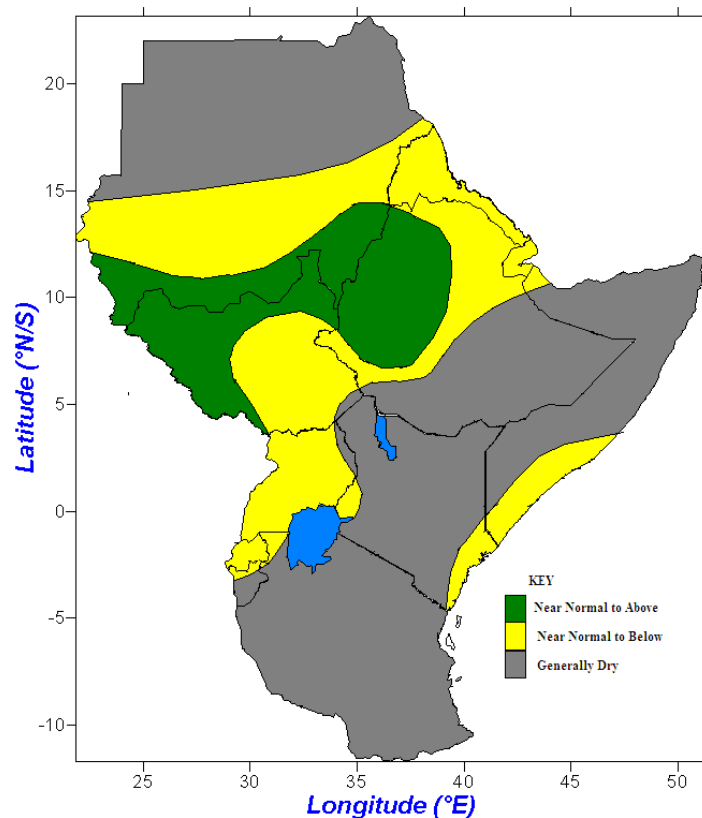 20
15
10
5
0
-5
-10
Latitude (°N/S)
KEY
Near Normal to Above
Near Normal to Below
Generally Dry
25
30
35
40
45
50
Longitude (°E)